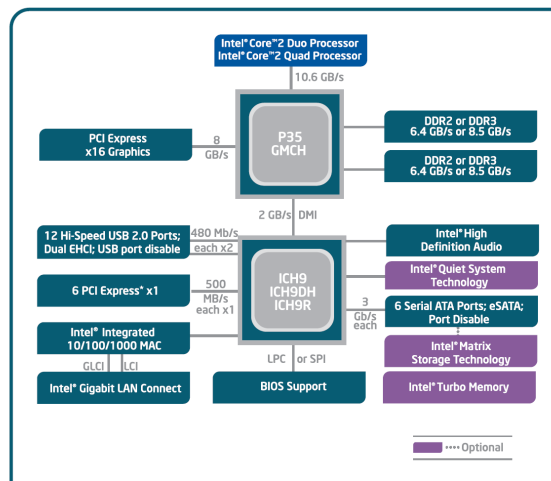 Intel® Core™2 Duo Processor
Intel® Core™2 Quad Processor
10.6 GB/s
P35
GMCH
PCI Express
x16 Graphics
8
GB/s
DDR2 or DDR3
6.4 GB/s or 8.5 GB/s
DDR2 or DDR3
6.4 GB/s or 8.5 GB/s
2 GB/s DMI
12 Hi-Speed USB 2.0 Ports;
Dual EHCI; USB port disable
480 Mb/s
each x2
Intel® High
Definition Audio
ICH9
ICH9DH
ICH9R
Intel® Quiet System
Technology
6 PCI Express* x1
500
MB/s
each x1
3
Gb/s
each
6 Serial ATA Ports; eSATA;
Port Disable
Intel® Integrated
10/100/1000 MAC
Intel® Matrix
Storage Technology
GLCI LCI
LPC or SPI
Intel® Gigabit LAN Connect
BIOS Support
Intel® Turbo Memory
Optional